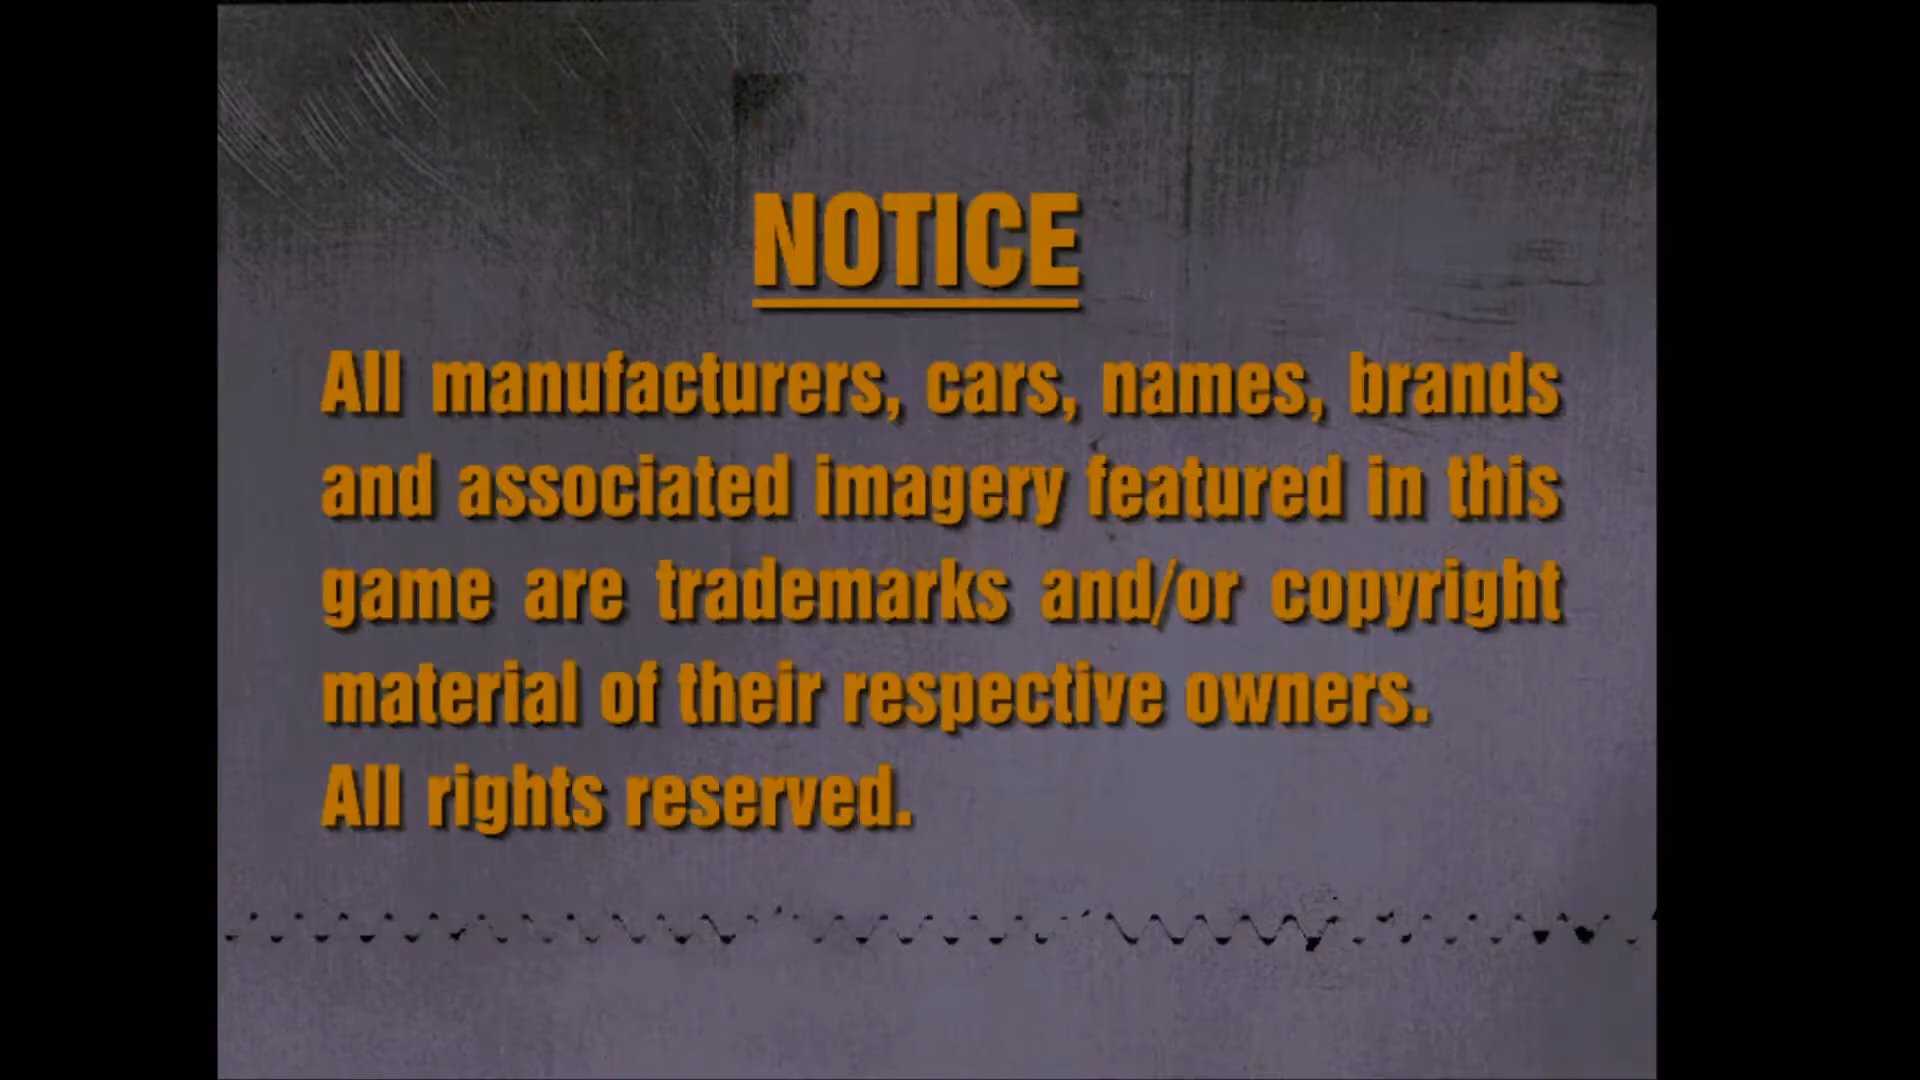 NOTICE
All manufacturers, cars, names, brands
and associated imagery featured in this
game are trademarks and/or copyright
material of their respective owners.
All rights reserved.